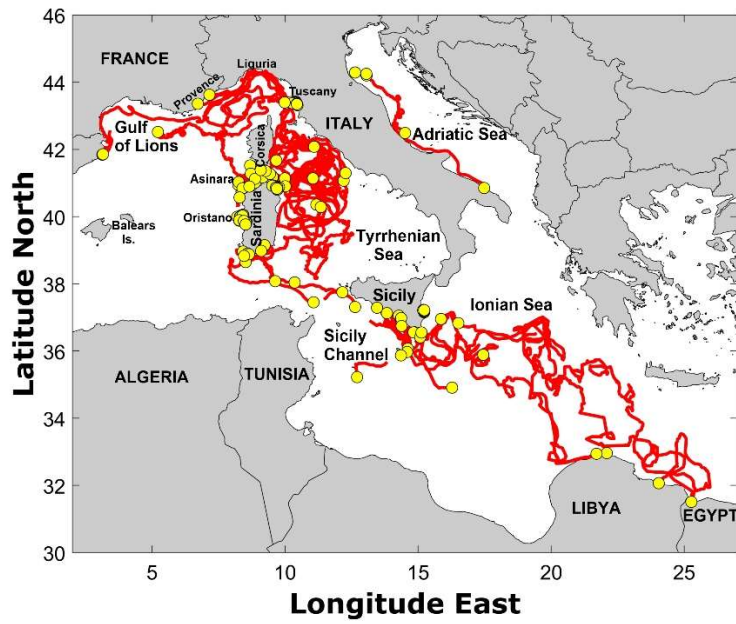 46
44
42
40
38
36
34
32
30
Latitude North
FRANCE
Liguria
Provence
Tuscany
Gulf
of Lions
Corsica
ITALY
Adriatic Sea
Asinara
Oristano
Sardinia
Balears
Is.
Tyrrhenian
Sea
Sicily
Ionian Sea
Sicily
Channel
ALGERIA
TUNISIA
LIBYA
EGYPT
5
10
15
20
25
Longitude East